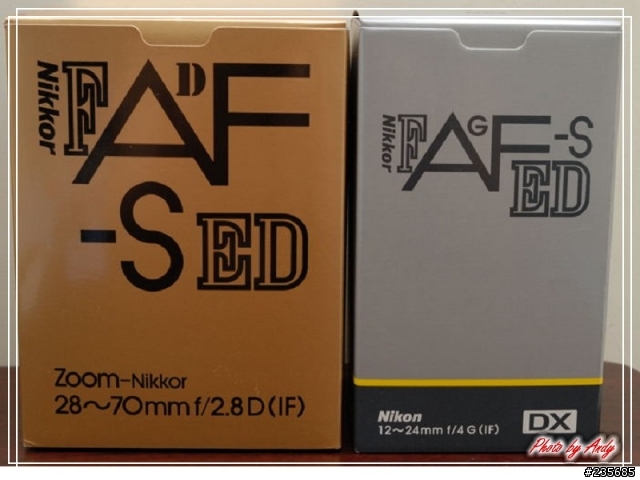 Nikkor
F AF D
-S ED
Zoom-Nikkor
28～70mm f/2.8D(IF)
Nikkor
F AF-S G
ED
Nikon
12～24mm f/4G(IF)
DX
Photo by Andy
#235685